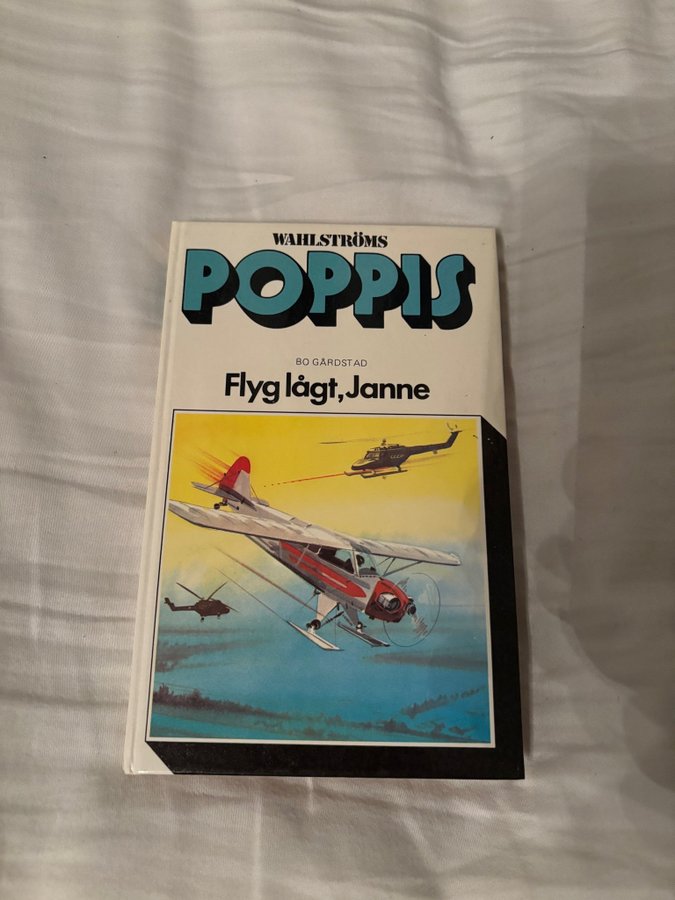 WAHLSTRÖMS
POPPIS
BO GÅRDSTAD
Flyg lågt, Janne